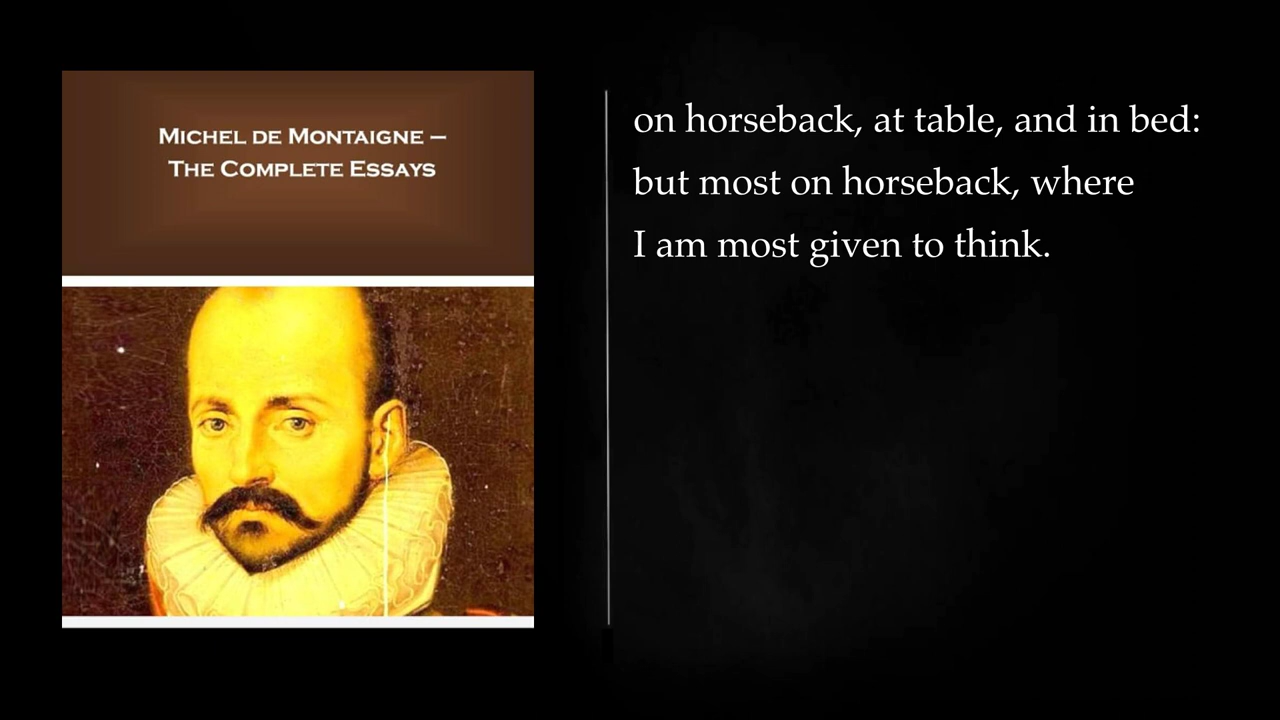 MICHEL DE MONTAIGNE –
THE COMPLETE ESSAYS
on horseback, at table, and in bed:
but most on horseback, where
I am most given to think.